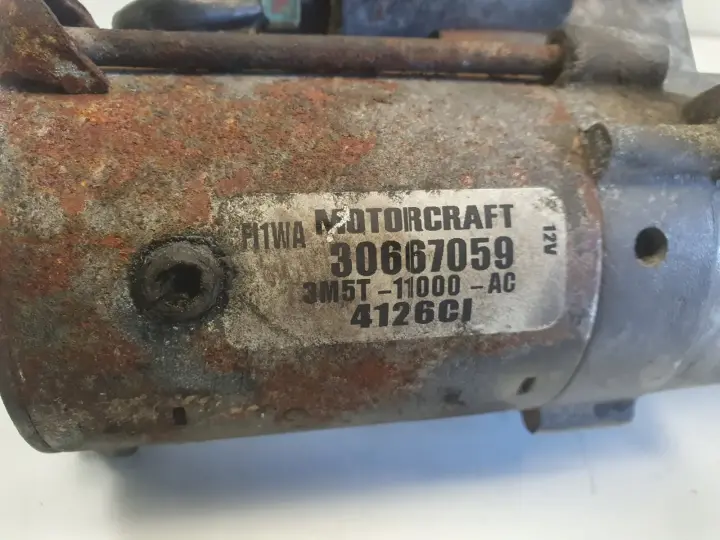 FI1WA MOTORCRAFT
30667059
3M5T-11000-AC
4126CI
12V